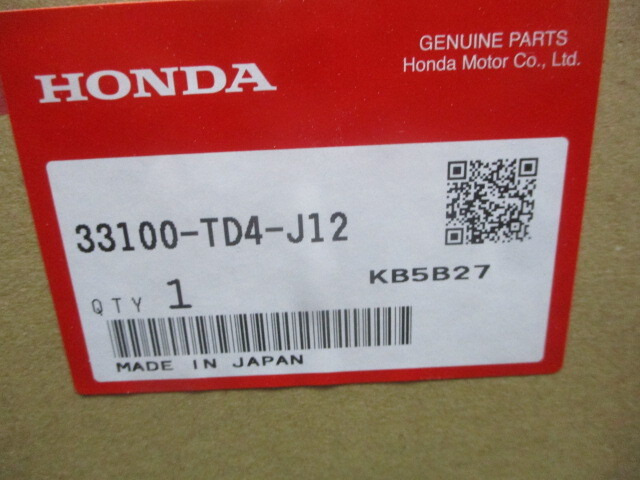 HONDA
GENUINE PARTS
Honda Motor Co., Ltd.
33100-TD4-J12
KB5B27
QTY 1
MADE IN JAPAN